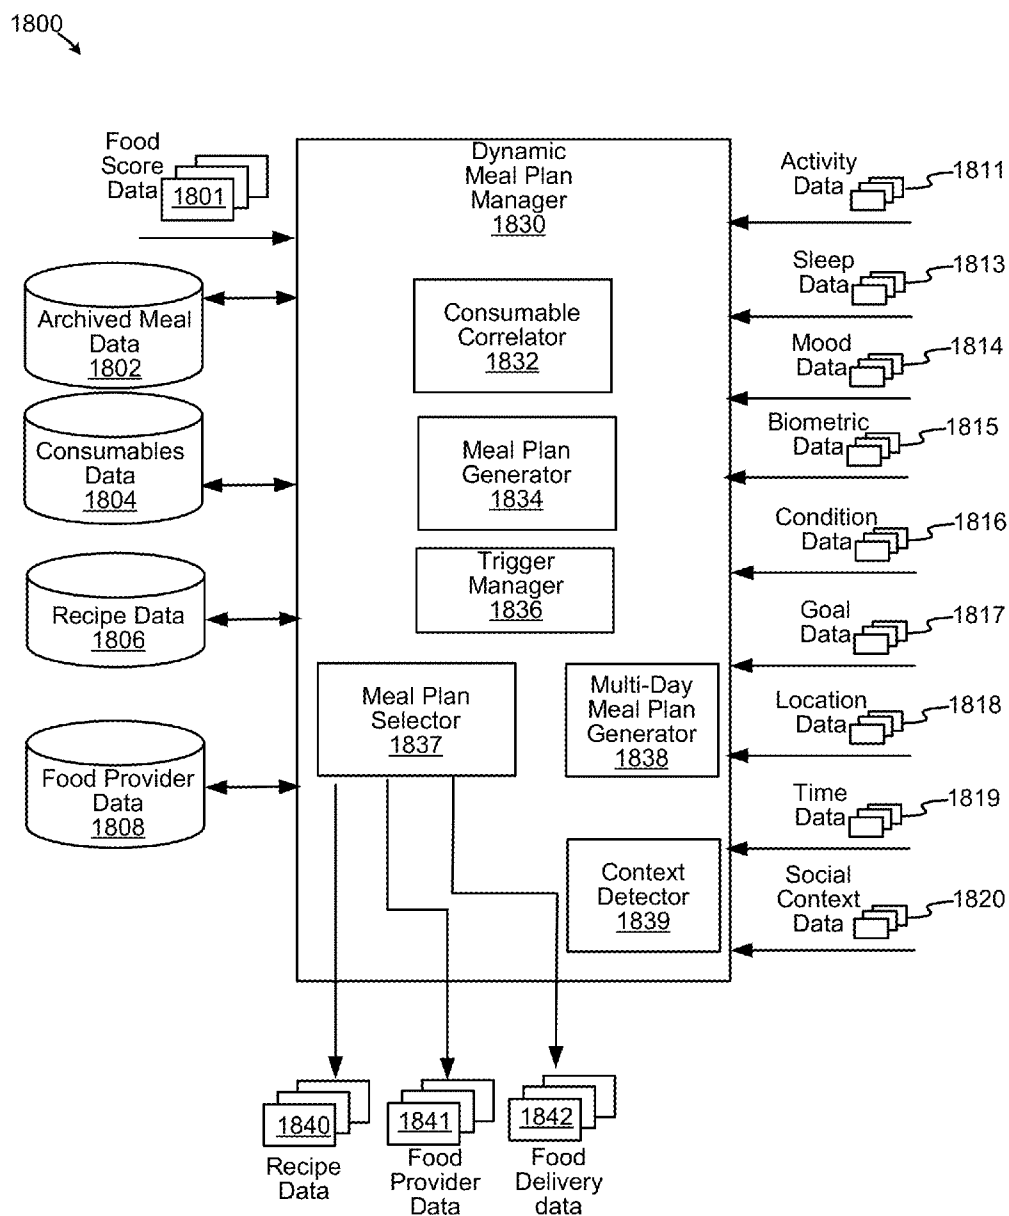 1800
Food
Score
Data
1801
Archived Meal
Data
1802
Consumables
Data
1804
Recipe Data
1806
Food Provider
Data
1808
Dynamic
Meal Plan
Manager
1830
Consumable
Correlator
1832
Meal Plan
Generator
1834
Trigger
Manager
1836
Meal Plan
Selector
1837
Multi-Day
Meal Plan
Generator
1838
Context
Detector
1839
Activity
Data
1811
Sleep
Data
1813
Mood
Data
1814
Biometric
Data
1815
Condition
Data
1816
Goal
Data
1817
Location
Data
1818
Time
Data
1819
Social
Context
Data
1820
1840
Recipe
Data
1841
Food
Provider
Data
1842
Food
Delivery
data